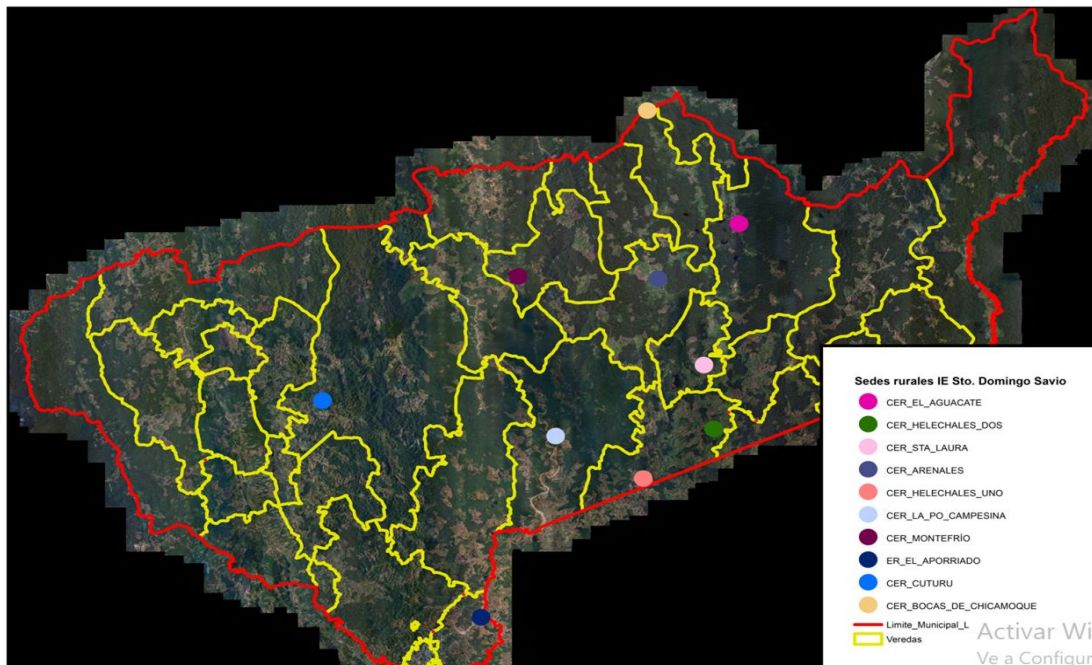 Sedes rurales IE Sto. Domingo Savio
CER_EL_AGUACATE
CER_HELECHALES_DOS
CER_STA_LAURA
CER_ARENALES
CER_HELECHALES_UNO
CER_LA_PO_CAMPESINA
CER_MONTEFRÍO
ER_EL_APORRIADO
CER_CUTURU
CER_BOCAS_DE_CHICAMOQUE
Limite_Municipal_L
Veredas
Activar Wi
Ve a Configur